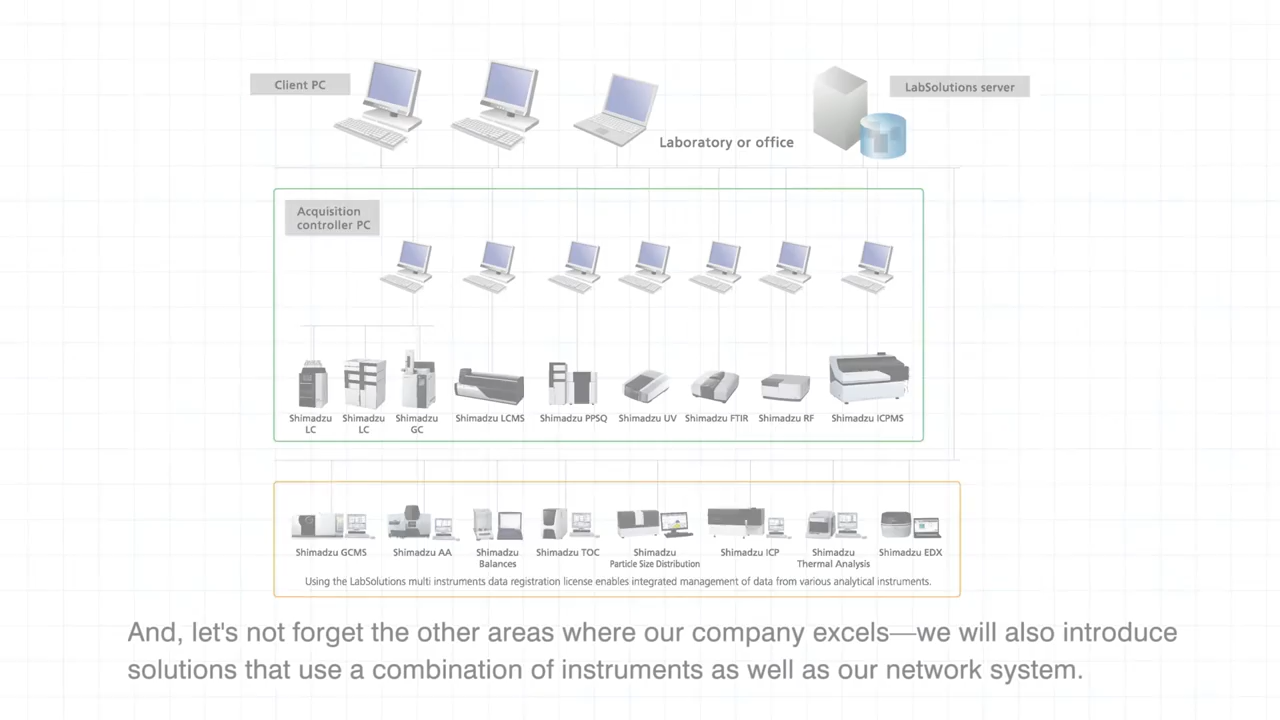 Client PC
LabSolutions server
Laboratory or office
Acquisition
controller PC
Shimadzu
LC
Shimadzu
LC
Shimadzu
GC
Shimadzu LCMS
Shimadzu PPSQ
Shimadzu UV
Shimadzu FTIR
Shimadzu RF
Shimadzu ICPMS
Shimadzu GCMS
Shimadzu AA
Shimadzu
Balances
Shimadzu TOC
Shimadzu
Particle Size Distribution
Shimadzu ICP
Shimadzu
Thermal Analysis
Shimadzu EDX
Using the LabSolutions multi instruments data registration license enables integrated management of data from various analytical instruments.
And, let's not forget the other areas where our company excels—we will also introduce
solutions that use a combination of instruments as well as our network system.